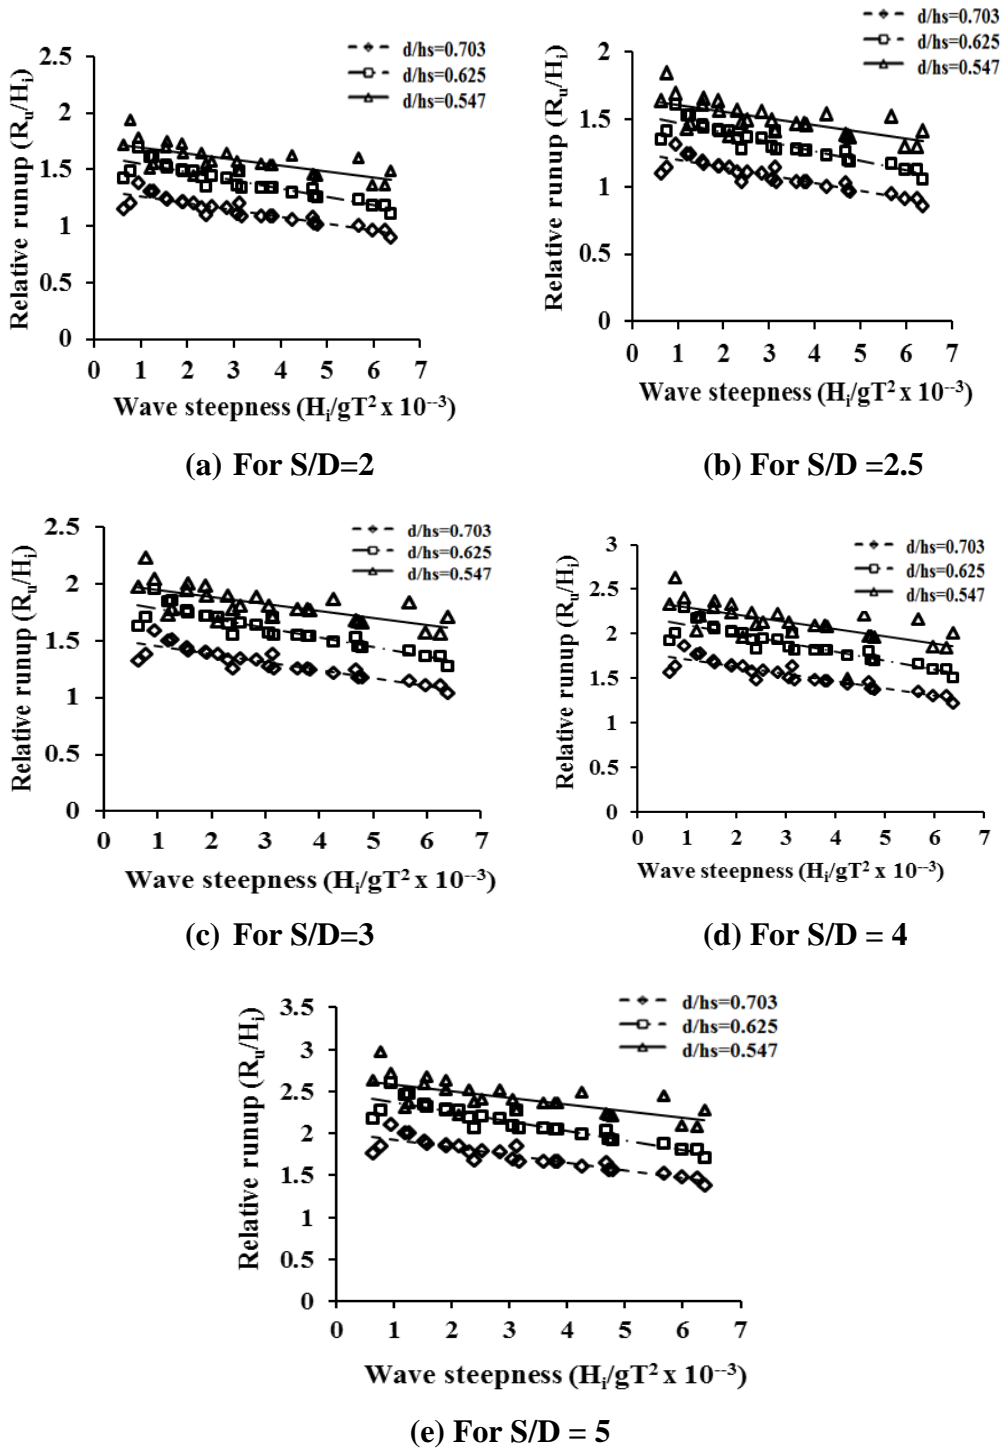 d/hs=0.703
d/hs=0.625
d/hs=0.547
Relative runup (Ru/Hi)
2.5
2
1.5
1
0.5
0
0 1 2 3 4 5 6 7
Wave steepness (Hi/gT² x 10⁻⁻³)
(a) For S/D=2
d/hs=0.703
d/hs=0.625
d/hs=0.547
Relative runup (Ru/Hi)
2
1.5
1
0.5
0
0 1 2 3 4 5 6 7
Wave steepness (Hi/gT² x 10⁻⁻³)
(b) For S/D =2.5
d/hs=0.703
d/hs=0.625
d/hs=0.547
Relative runup (Ru/Hi)
2.5
2
1.5
1
0.5
0
0 1 2 3 4 5 6 7
Wave steepness (Hi/gT² x 10⁻⁻³)
(c) For S/D=3
d/hs=0.703
d/hs=0.625
d/hs=0.547
Relative runup (Ru/Hi)
3
2.5
2
1.5
1
0.5
0
0 1 2 3 4 5 6 7
Wave steepness (Hi/gT² x 10⁻⁻³)
(d) For S/D = 4
d/hs=0.703
d/hs=0.625
d/hs=0.547
Relative runup (Ru/Hi)
3.5
3
2.5
2
1.5
1
0.5
0
0 1 2 3 4 5 6 7
Wave steepness (Hi/gT² x 10⁻⁻³)
(e) For S/D = 5